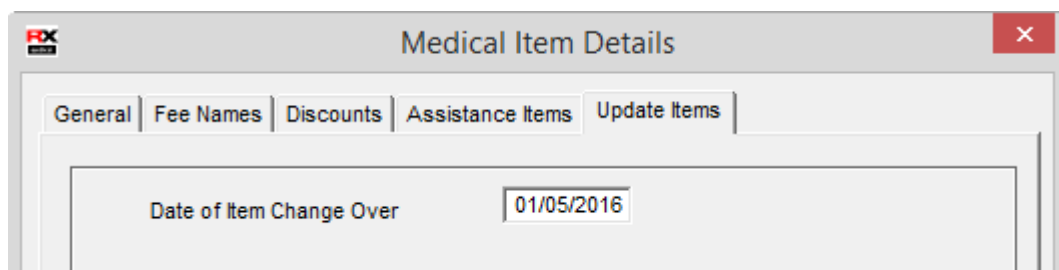 RX
Medical Item Details
General
Fee Names
Discounts
Assistance Items
Update Items
Date of Item Change Over
01/05/2016